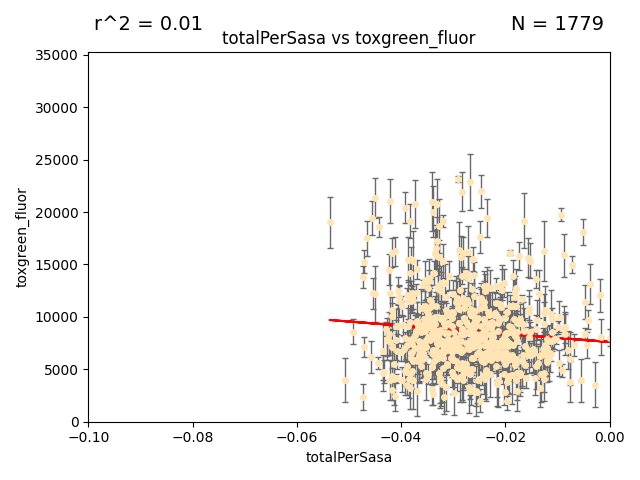 r^2 = 0.01
N = 1779
totalPerSasa vs toxgreen_fluor
35000
30000
25000
20000
15000
10000
5000
0
toxgreen_fluor
−0.10
−0.08
−0.06
−0.04
−0.02
0.00
totalPerSasa